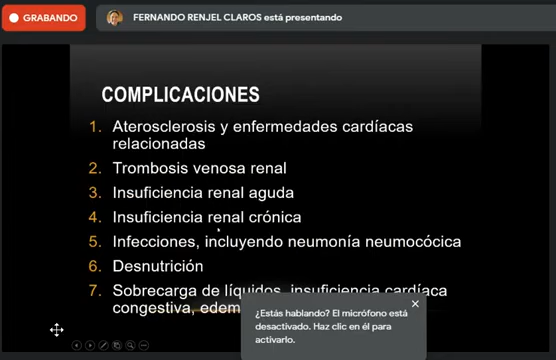 GRABANDO
FERNANDO RENJEL CLAROS está presentando
COMPLICACIONES
1. Aterosclerosis y enfermedades cardíacas
relacionadas
2. Trombosis venosa renal
3. Insuficiencia renal aguda
4. Insuficiencia renal crónica
5. Infecciones, incluyendo neumonía neumocócica
6. Desnutrición
7. Sobrecarga de líquidos, insuficiencia cardíaca
congestiva, edem
¿Estás hablando? El micrófono está
desactivado. Haz clic en él para
activarlo.